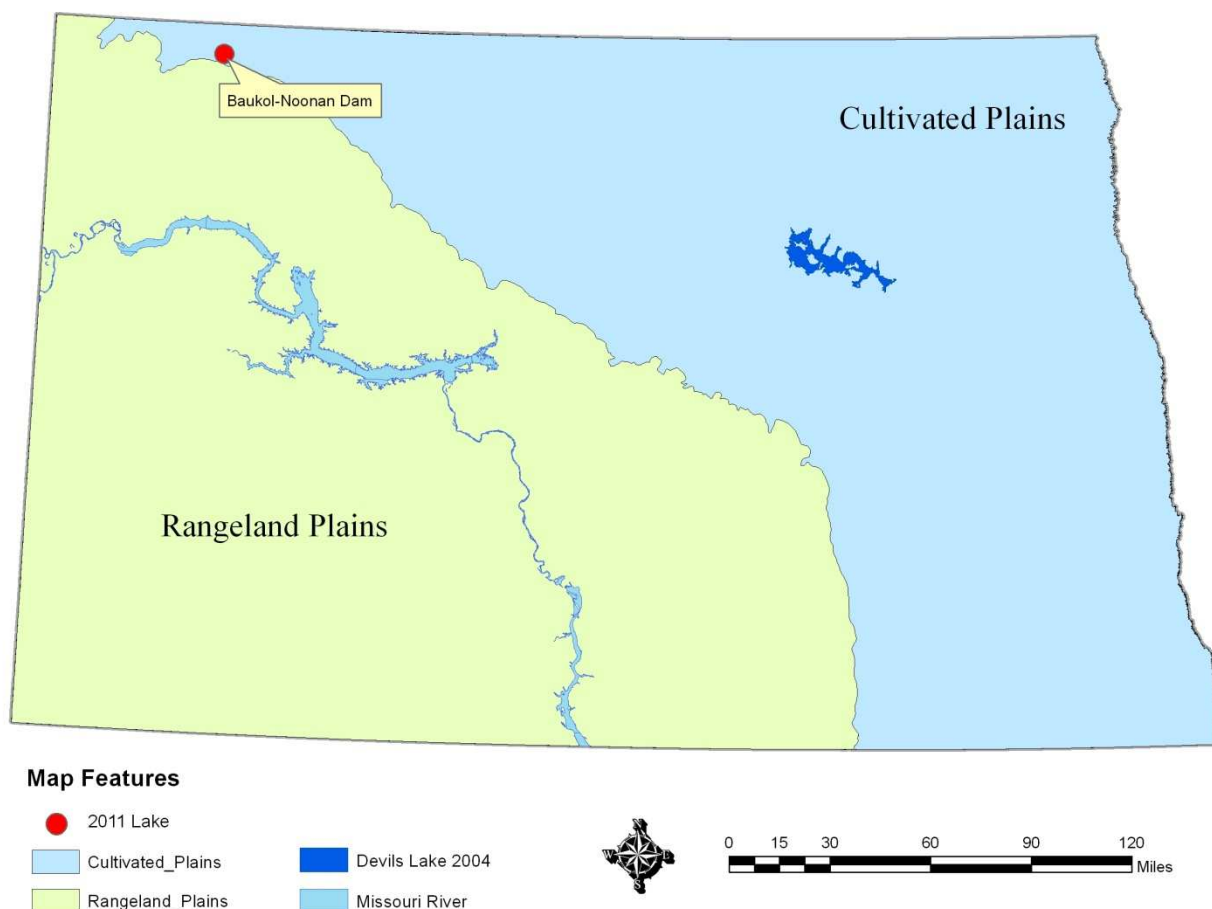 Baukol-Noonan Dam
Cultivated Plains
Rangeland Plains
Map Features
2011 Lake
Cultivated_Plains
Rangeland_Plains
Devils Lake 2004
Missouri River
N
W E
S
0 15 30 60 90 120
Miles